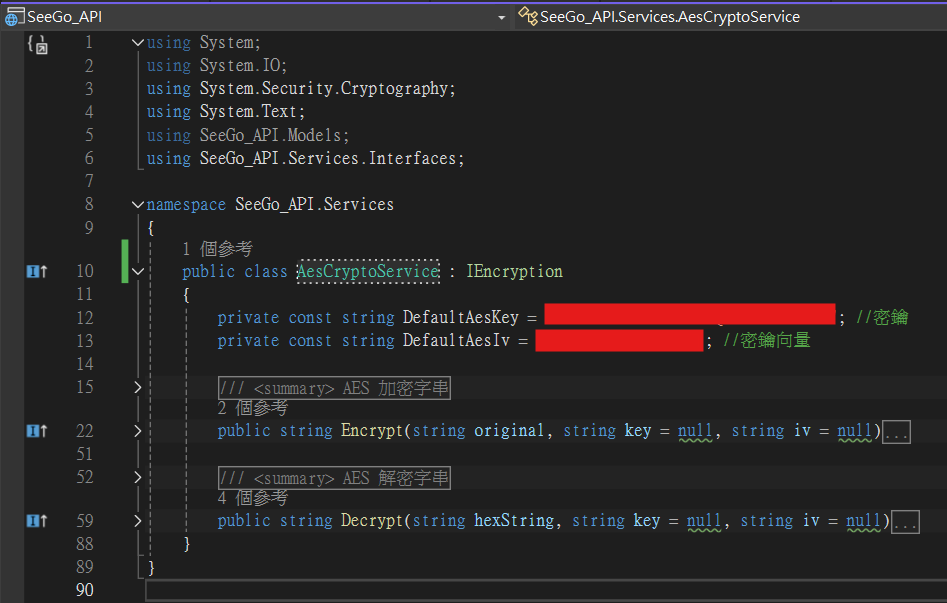 SeeGo_API SeeGo_API.Services.AesCryptoService
1 using System;
2 using System.IO;
3 using System.Security.Cryptography;
4 using System.Text;
5 using SeeGo_API.Models;
6 using SeeGo_API.Services.Interfaces;
7
8 namespace SeeGo_API.Services
9 {
1 個參考
10 public class AesCryptoService : IEncryption
11 {
12 private const string DefaultAesKey = ; //密鑰
13 private const string DefaultAesIv = ; //密鑰向量
14
15 /// <summary> AES 加密字串
2 個參考
22 public string Encrypt(string original, string key = null, string iv = null)...
51
52 /// <summary> AES 解密字串
4 個參考
59 public string Decrypt(string hexString, string key = null, string iv = null)...
88 }
89 }
90